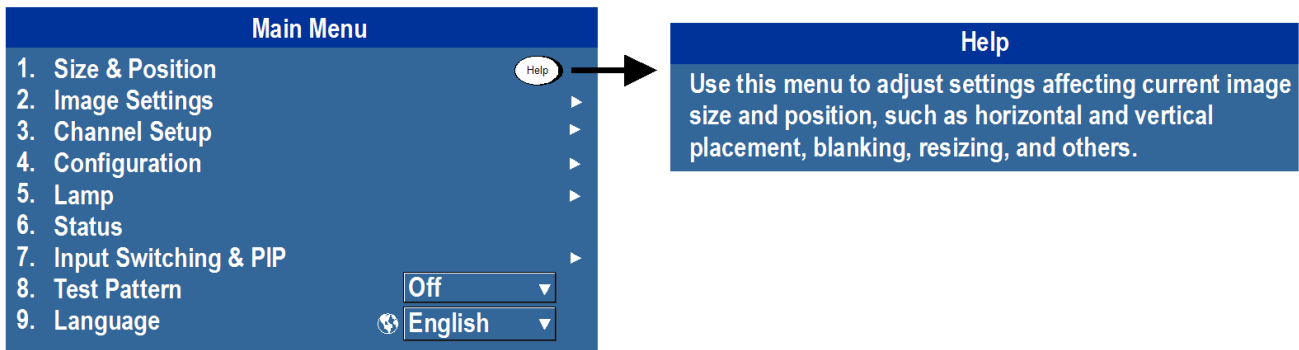 Main Menu
1. Size & Position
Help
2. Image Settings
3. Channel Setup
4. Configuration
5. Lamp
6. Status
7. Input Switching & PIP
8. Test Pattern Off
9. Language English
Help
Use this menu to adjust settings affecting current image
size and position, such as horizontal and vertical
placement, blanking, resizing, and others.